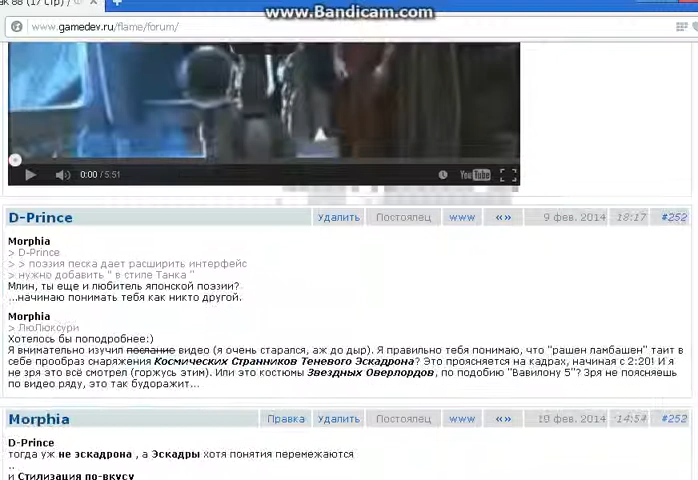 www.Bandicam.com
ak 88 (17 стр) /
www.gamedev.ru/flame/forum/
0:00 / 5:51
YouTube
D-Prince Удалить Постоялец www «» 9 фев. 2014 18:17 #252
Morphia
> D-Prince
> > поэзия песка дает расширить интерфейс
> нужно добавить " в стиле Танка "
Млин, ты еще и любитель японской поэзии?
...начинаю понимать тебя как никто другой.
Morphia
> ЛюЛюксури
Хотелось бы поподробнее:)
Я внимательно изучил послание видео (я очень старался, аж до дыр). Я правильно тебя понимаю, что "рашен ламбашен" таит в
себе прообраз снаряжения Космических Странников Теневого Эскадрона? Это проясняется на кадрах, начиная с 2:20! И я
не зря это всё смотрел (горжусь этим). Или это костюмы Звездных Оверлордов, по подобию "Вавилону 5"? Зря не поясняешь
по видео ряду, это так будоражит...
Morphia Правка Удалить Постоялец www «» 10 фев. 2014 14:54 #252
D-Prince
тогда уж не эскадрона , а Эскадры хотя понятия перемежаются
..
и Стилизация по-вкусу